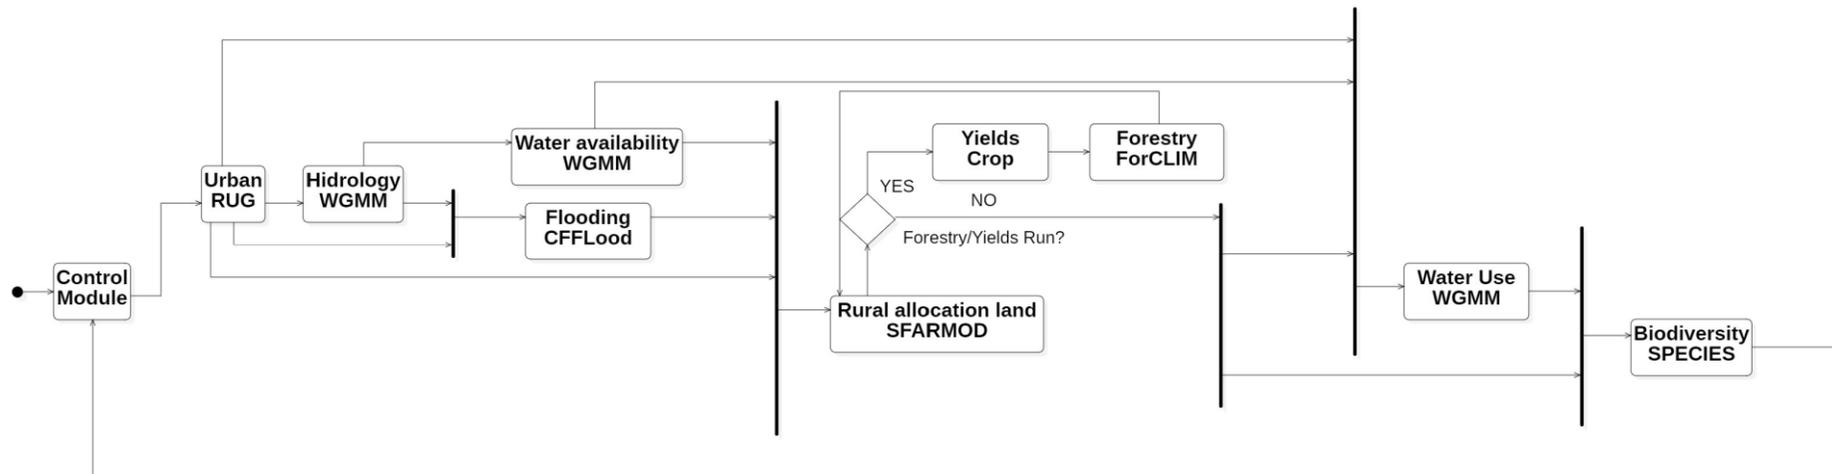 Control
Module
Urban
RUG
Hidrology
WGMM
Water availability
WGMM
Flooding
CFFLood
YES
Yields
Crop
Forestry
ForCLIM
NO
Forestry/Yields Run?
Rural allocation land
SFARMOD
Water Use
WGMM
Biodiversity
SPECIES